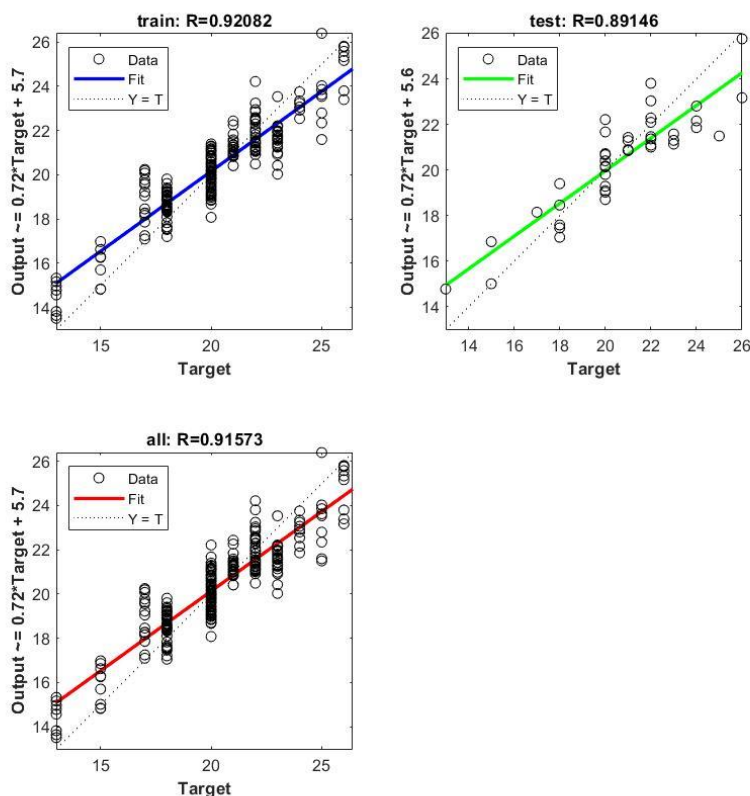 train: R=0.92082
Output ~= 0.72*Target + 5.7
26
24
22
20
18
16
14
Data
Fit
Y = T
15 20 25
Target
test: R=0.89146
Output ~= 0.72*Target + 5.6
26
24
22
20
18
16
14
Data
Fit
Y = T
14 16 18 20 22 24 26
Target
all: R=0.91573
Output ~= 0.72*Target + 5.7
26
24
22
20
18
16
14
Data
Fit
Y = T
15 20 25
Target